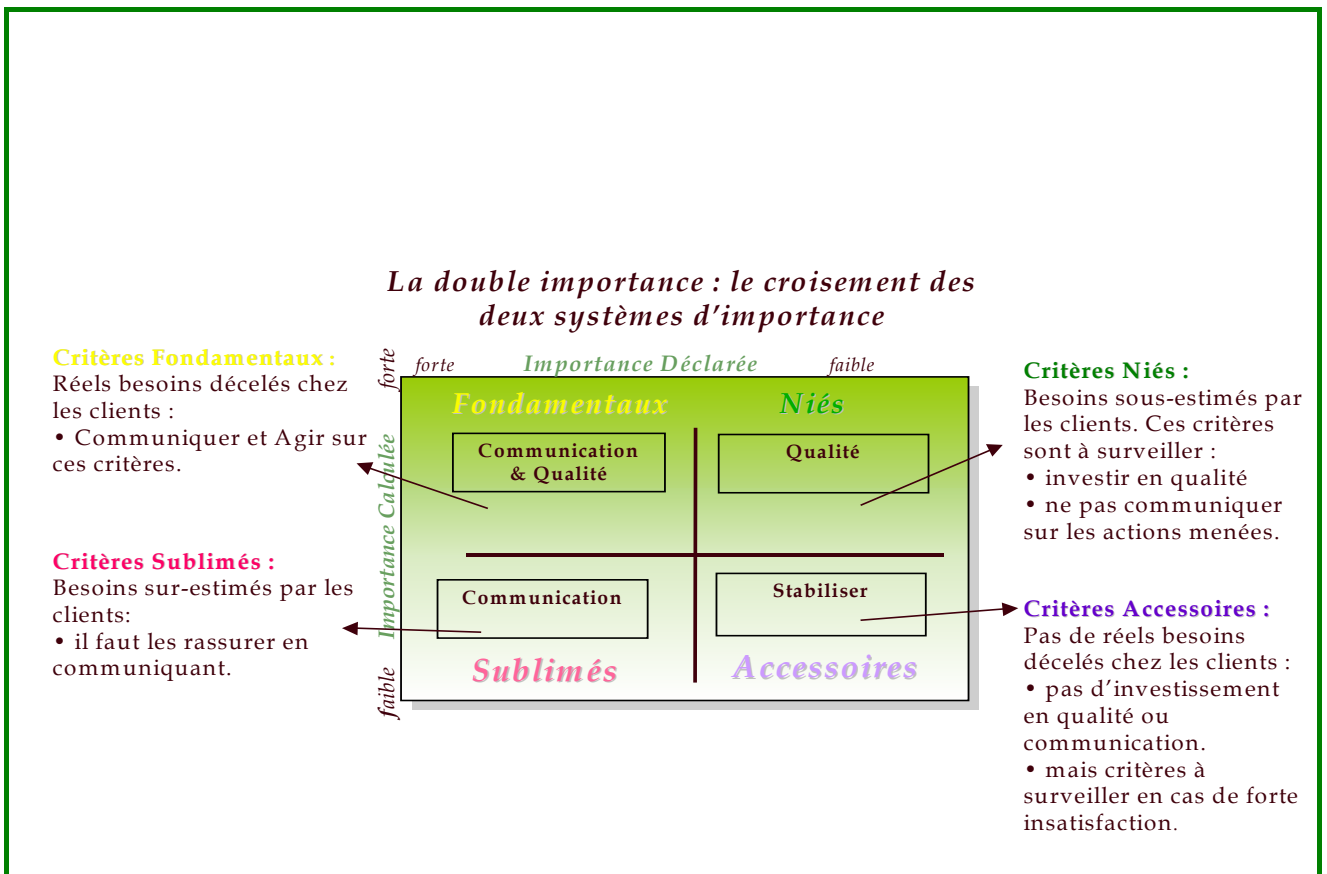 La double importance : le croisement des
deux systèmes d'importance
Critères Fondamentaux :
Réels besoins décelés chez
les clients :
• Communiquer et Agir sur
ces critères.
Critères Sublimés :
Besoins sur-estimés par les
clients:
• il faut les rassurer en
communiquant.
forte
Importance Déclarée
faible
forte
Importance Calculée
faible
Fondamentaux
Niés
Communication
& Qualité
Qualité
Communication
Stabiliser
Sublimés
Accessoires
Critères Niés :
Besoins sous-estimés par
les clients. Ces critères
sont à surveiller :
• investir en qualité
• ne pas communiquer
sur les actions menées.
Critères Accessoires :
Pas de réels besoins
décelés chez les clients :
• pas d'investissement
en qualité ou
communication.
• mais critères à
surveiller en cas de forte
insatisfaction.